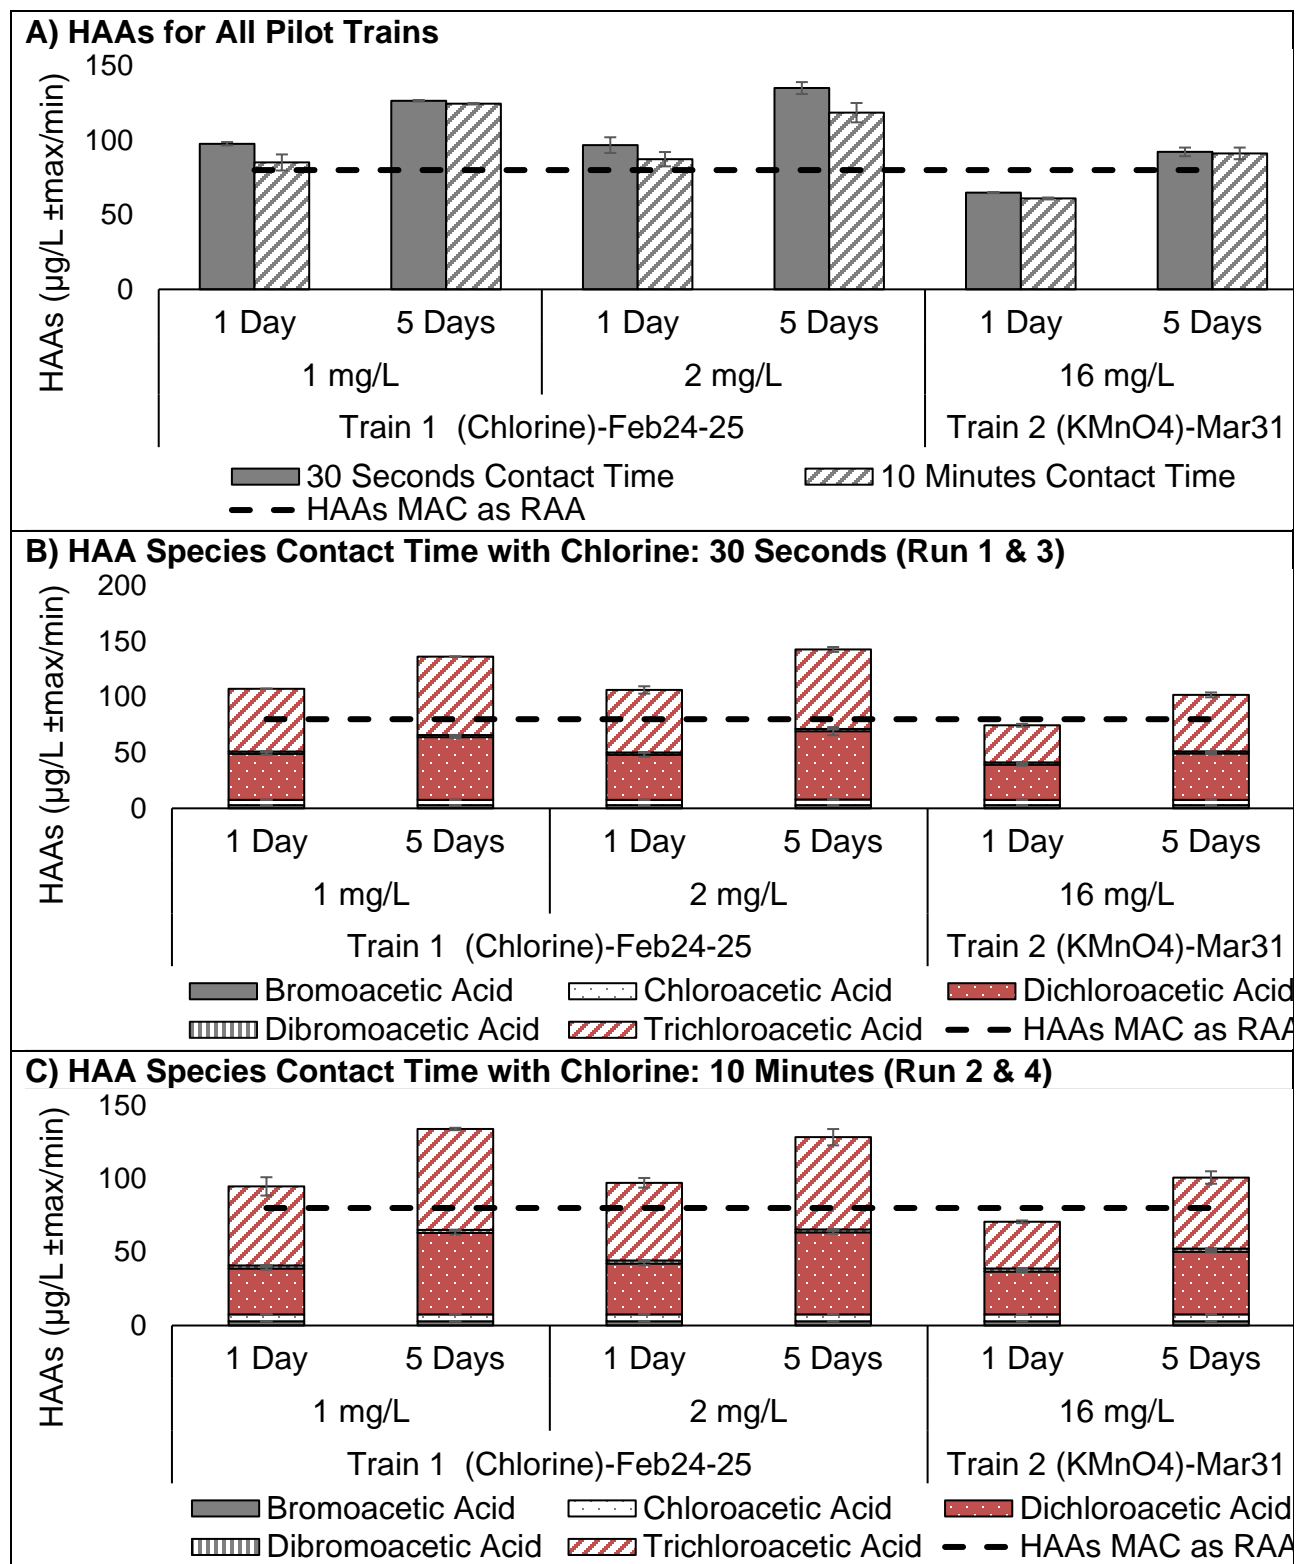 A) HAAs for All Pilot Trains
HAAs (µg/L ±max/min)
150
100
50
0
1 Day 5 Days 1 Day 5 Days 1 Day 5 Days
1 mg/L 2 mg/L 16 mg/L
Train 1 (Chlorine)-Feb24-25 Train 2 (KMnO4)-Mar31
30 Seconds Contact Time 10 Minutes Contact Time
HAAs MAC as RAA
B) HAA Species Contact Time with Chlorine: 30 Seconds (Run 1 & 3)
HAAs (µg/L ±max/min)
200
150
100
50
0
1 Day 5 Days 1 Day 5 Days 1 Day 5 Days
1 mg/L 2 mg/L 16 mg/L
Train 1 (Chlorine)-Feb24-25 Train 2 (KMnO4)-Mar31
Bromoacetic Acid Chloroacetic Acid Dichloroacetic Acid
Dibromoacetic Acid Trichloroacetic Acid HAAs MAC as RAA
C) HAA Species Contact Time with Chlorine: 10 Minutes (Run 2 & 4)
HAAs (µg/L ±max/min)
150
100
50
0
1 Day 5 Days 1 Day 5 Days 1 Day 5 Days
1 mg/L 2 mg/L 16 mg/L
Train 1 (Chlorine)-Feb24-25 Train 2 (KMnO4)-Mar31
Bromoacetic Acid Chloroacetic Acid Dichloroacetic Acid
Dibromoacetic Acid Trichloroacetic Acid HAAs MAC as RAA